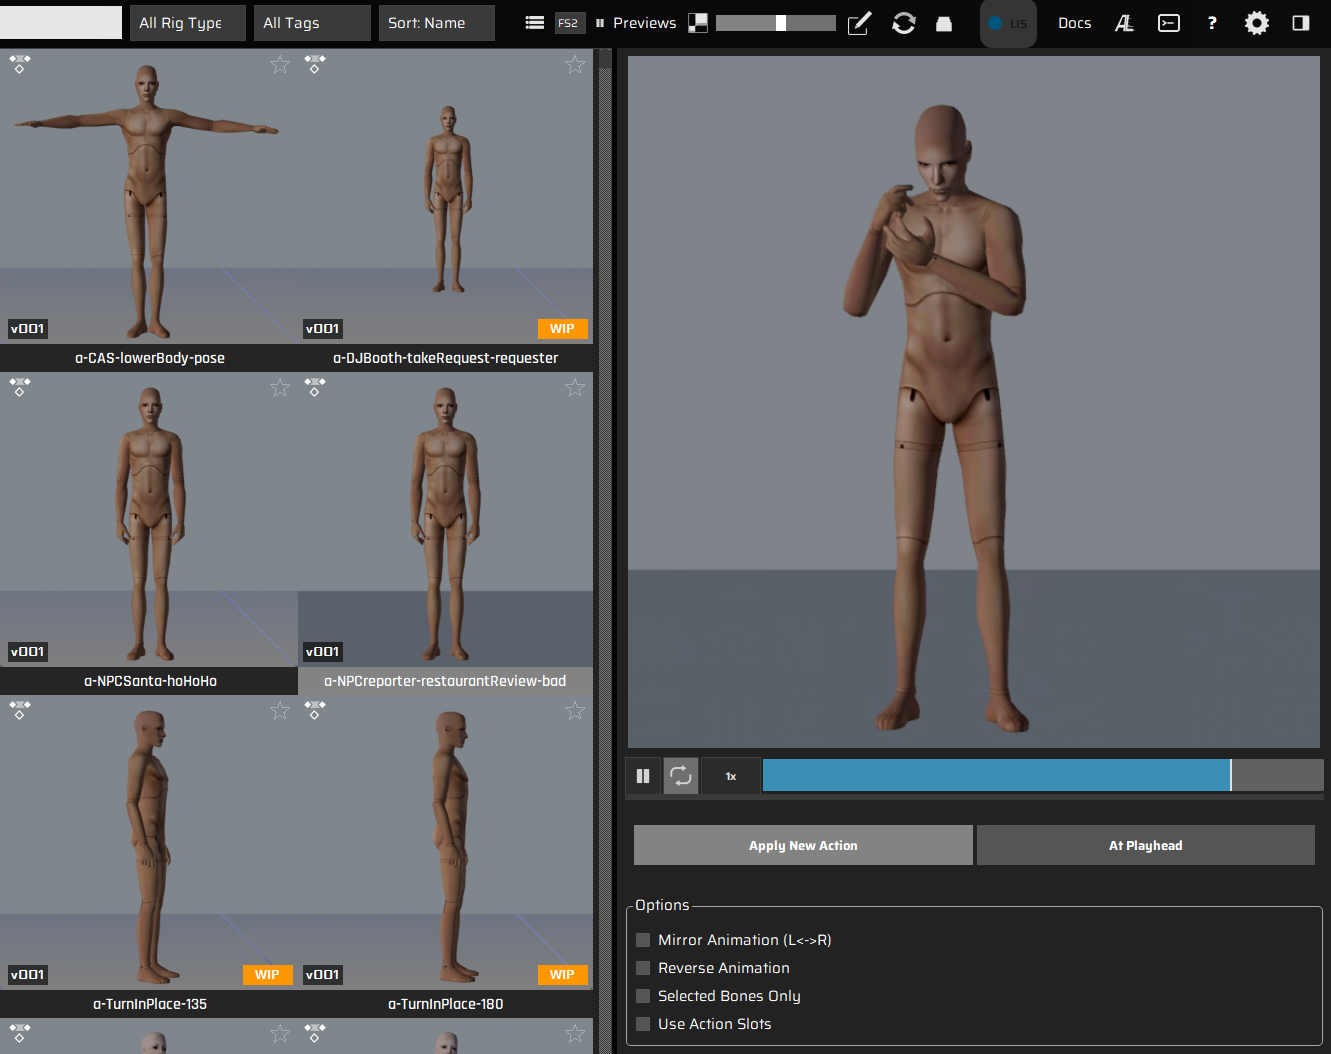 All Rig Type
All Tags
Sort: Name
FS2
Previews
LIS
Docs
AL
?
v001
a-CAS-lowerBody-pose
v001
WIP
a-DJBooth-takeRequest-requester
v001
a-NPCSanta-hoHoHo
v001
a-NPCreporter-restaurantReview-bad
v001
WIP
a-TurnInPlace-135
v001
WIP
a-TurnInPlace-180
1x
Apply New Action
At Playhead
Options
Mirror Animation (L<->R)
Reverse Animation
Selected Bones Only
Use Action Slots